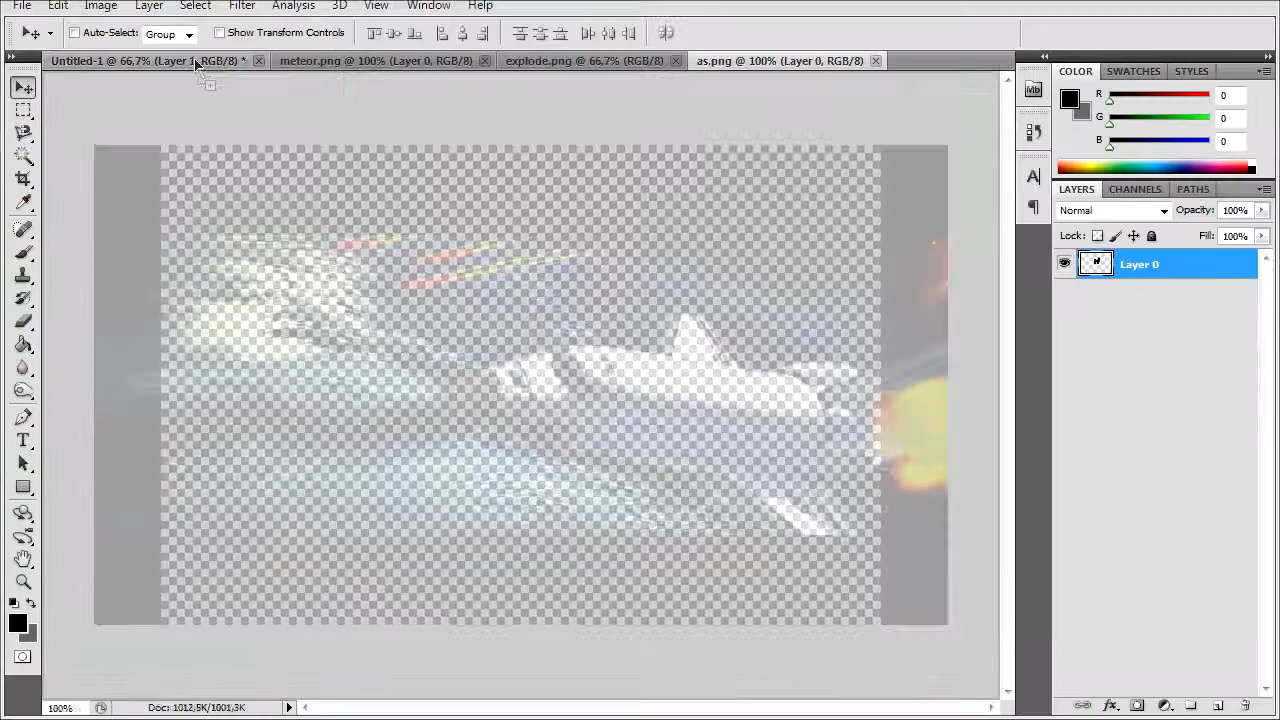 File Edit Image Layer Select Filter Analysis 3D View Window Help
Auto-Select: Group Show Transform Controls
Untitled-1 @ 66,7% (Layer 1, RGB/8) * meteor.png @ 100% (Layer 0, RGB/8) explode.png @ 66,7% (RGB/8) as.png @ 100% (Layer 0, RGB/8)
COLOR SWATCHES STYLES
Mb
R 0
G 0
B 0
A
T
LAYERS CHANNELS PATHS
Normal Opacity: 100%
Lock: Fill: 100%
Layer 0
fx
100% Doc: 1012,5K/1001,3K